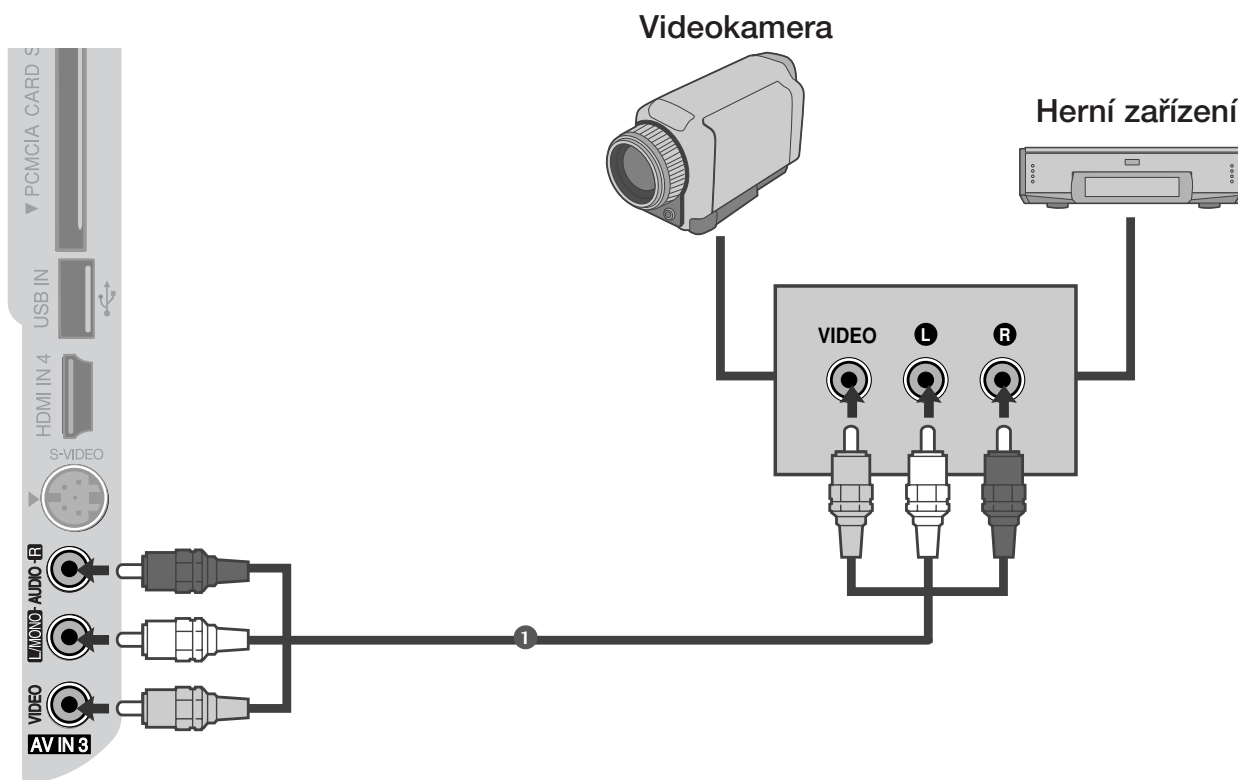 Videokamera
Herní zařízení
▼ PCMCIA CARD S
USB IN
HDMI IN 4
S-VIDEO
R
AUDIO
L/MONO
VIDEO
AV IN 3
VIDEO
L
R
1